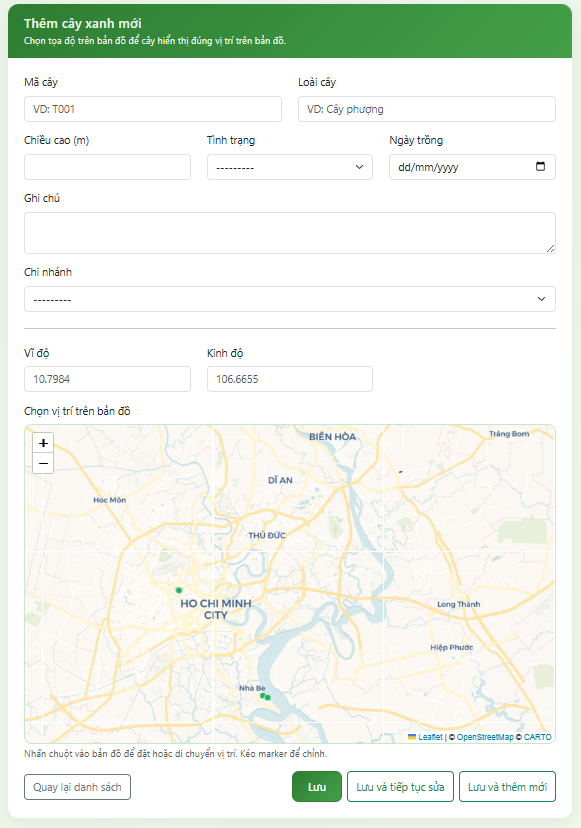 Thêm cây xanh mới
Chọn tọa độ trên bản đồ để cây hiển thị đúng vị trí trên bản đồ.
Mã cây Loài cây
VD: T001 VD: Cây phượng
Chiều cao (m) Tình trạng Ngày trồng
--------- dd/mm/yyyy
Ghi chú
Chi nhánh
---------
Vĩ độ Kinh độ
10.7984 106.6655
Chọn vị trí trên bản đồ
+
−
BIÊN HÒA
Trảng Bom
DĨ AN
Hóc Môn
THỦ ĐỨC
HO CHI MINH
CITY
Long Thành
Hiệp Phước
Nhà Bè
Leaflet | © OpenStreetMap © CARTO
Nhấn chuột vào bản đồ để đặt hoặc di chuyển vị trí. Kéo marker để chỉnh.
Quay lại danh sách Lưu Lưu và tiếp tục sửa Lưu và thêm mới